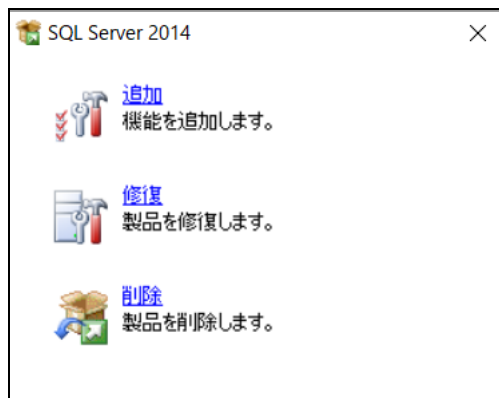 SQL Server 2014
追加
機能を追加します。
修復
製品を修復します。
削除
製品を削除します。